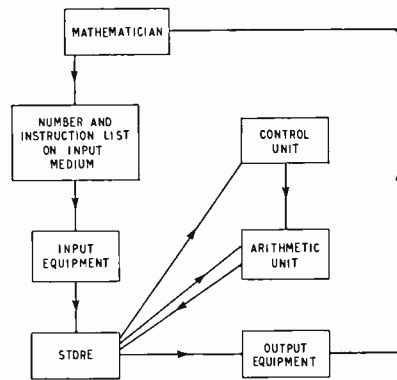 MATHEMATICIAN
NUMBER AND
INSTRUCTION LIST
ON INPUT
MEDIUM
CONTROL
UNIT
INPUT
EQUIPMENT
ARITHMETIC
UNIT
STORE
OUTPUT
EQUIPMENT